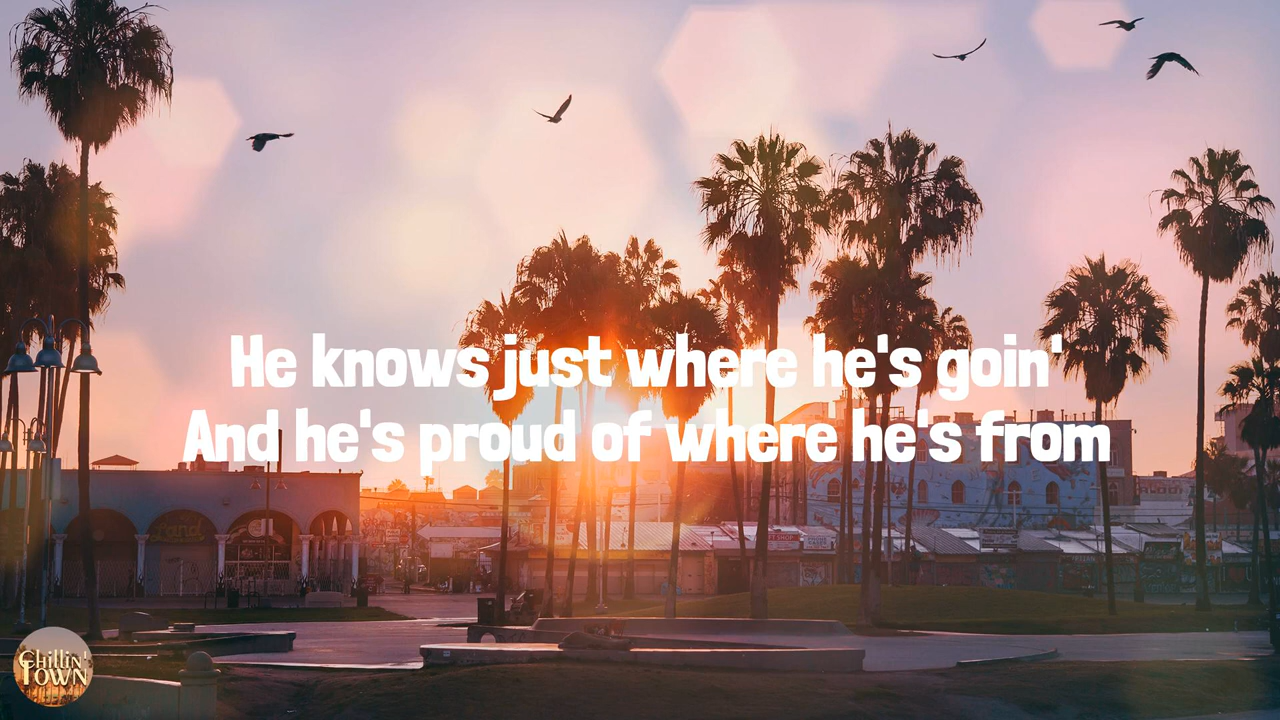 He knows just where he's goin'
And he's proud of where he's from
Chillin'
Town